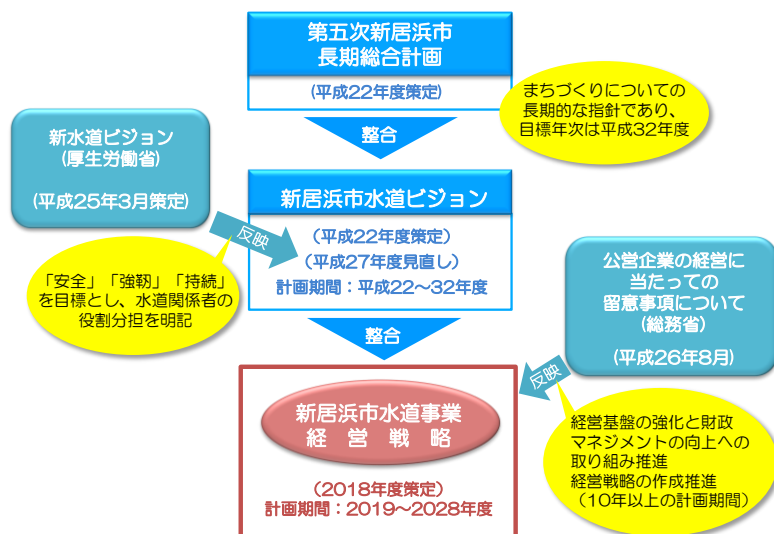 第五次新居浜市
長期総合計画
(平成22年度策定)
まちづくりについての
長期的な指針であり、
目標年次は平成32年度
整合
新水道ビジョン
(厚生労働省)
(平成25年3月策定)
新居浜市水道ビジョン
(平成22年度策定)
(平成27年度見直し)
計画期間:平成22~32年度
反映
「安全」「強靭」「持続」
を目標とし、水道関係者の
役割分担を明記
公営企業の経営に
当たっての
留意事項について
(総務省)
(平成26年8月)
整合
反映
新居浜市水道事業
経 営 戦 略
(2018年度策定)
計画期間:2019~2028年度
経営基盤の強化と財政
マネジメントの向上への
取り組み推進
経営戦略の作成推進
(10年以上の計画期間)